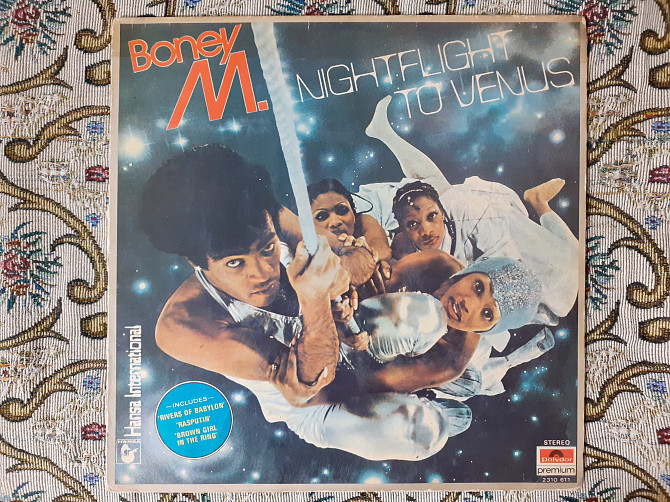 Boney
M.
NIGHTFLIGHT
TO VENUS
Hansa International
HANSA
—INCLUDES—
'RIVERS OF BABYLON'
'RASPUTIN'
'BROWN GIRL
IN THE RING'
STEREO
Polydor
premium
2310 611